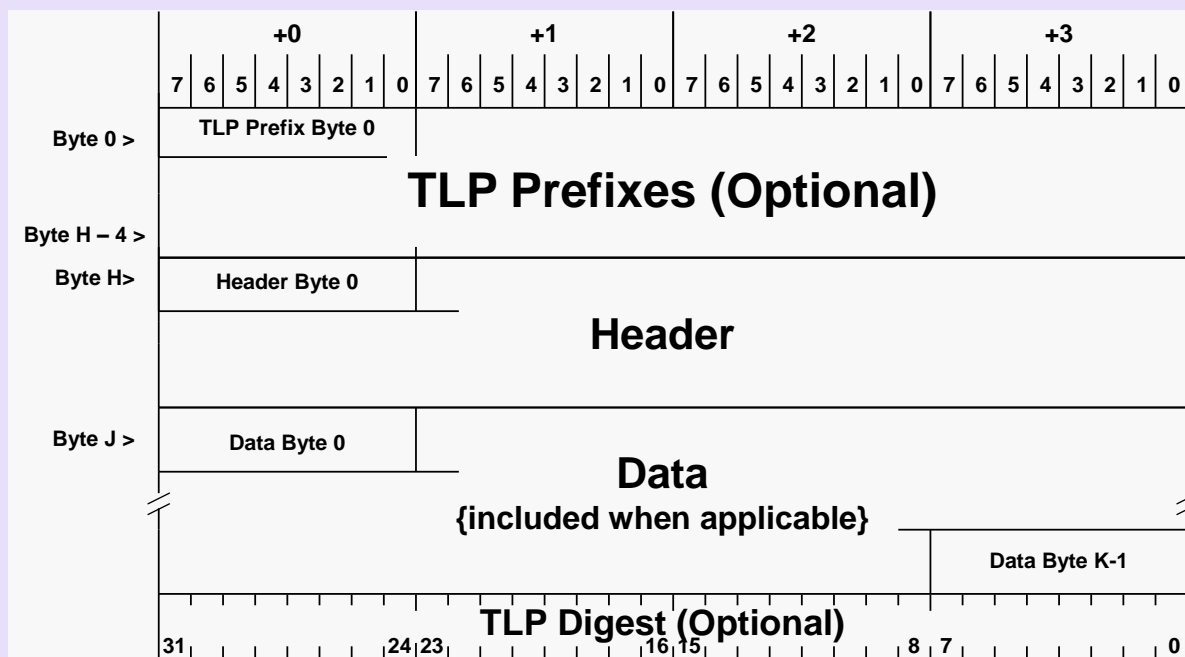 +0 +1 +2 +3
7 6 5 4 3 2 1 0 7 6 5 4 3 2 1 0 7 6 5 4 3 2 1 0 7 6 5 4 3 2 1 0
Byte 0 > TLP Prefix Byte 0
TLP Prefixes (Optional)
Byte H – 4 >
Byte H> Header Byte 0
Header
Byte J > Data Byte 0
Data
{included when applicable}
Data Byte K-1
TLP Digest (Optional)
31 24 23 16 15 8 7 0